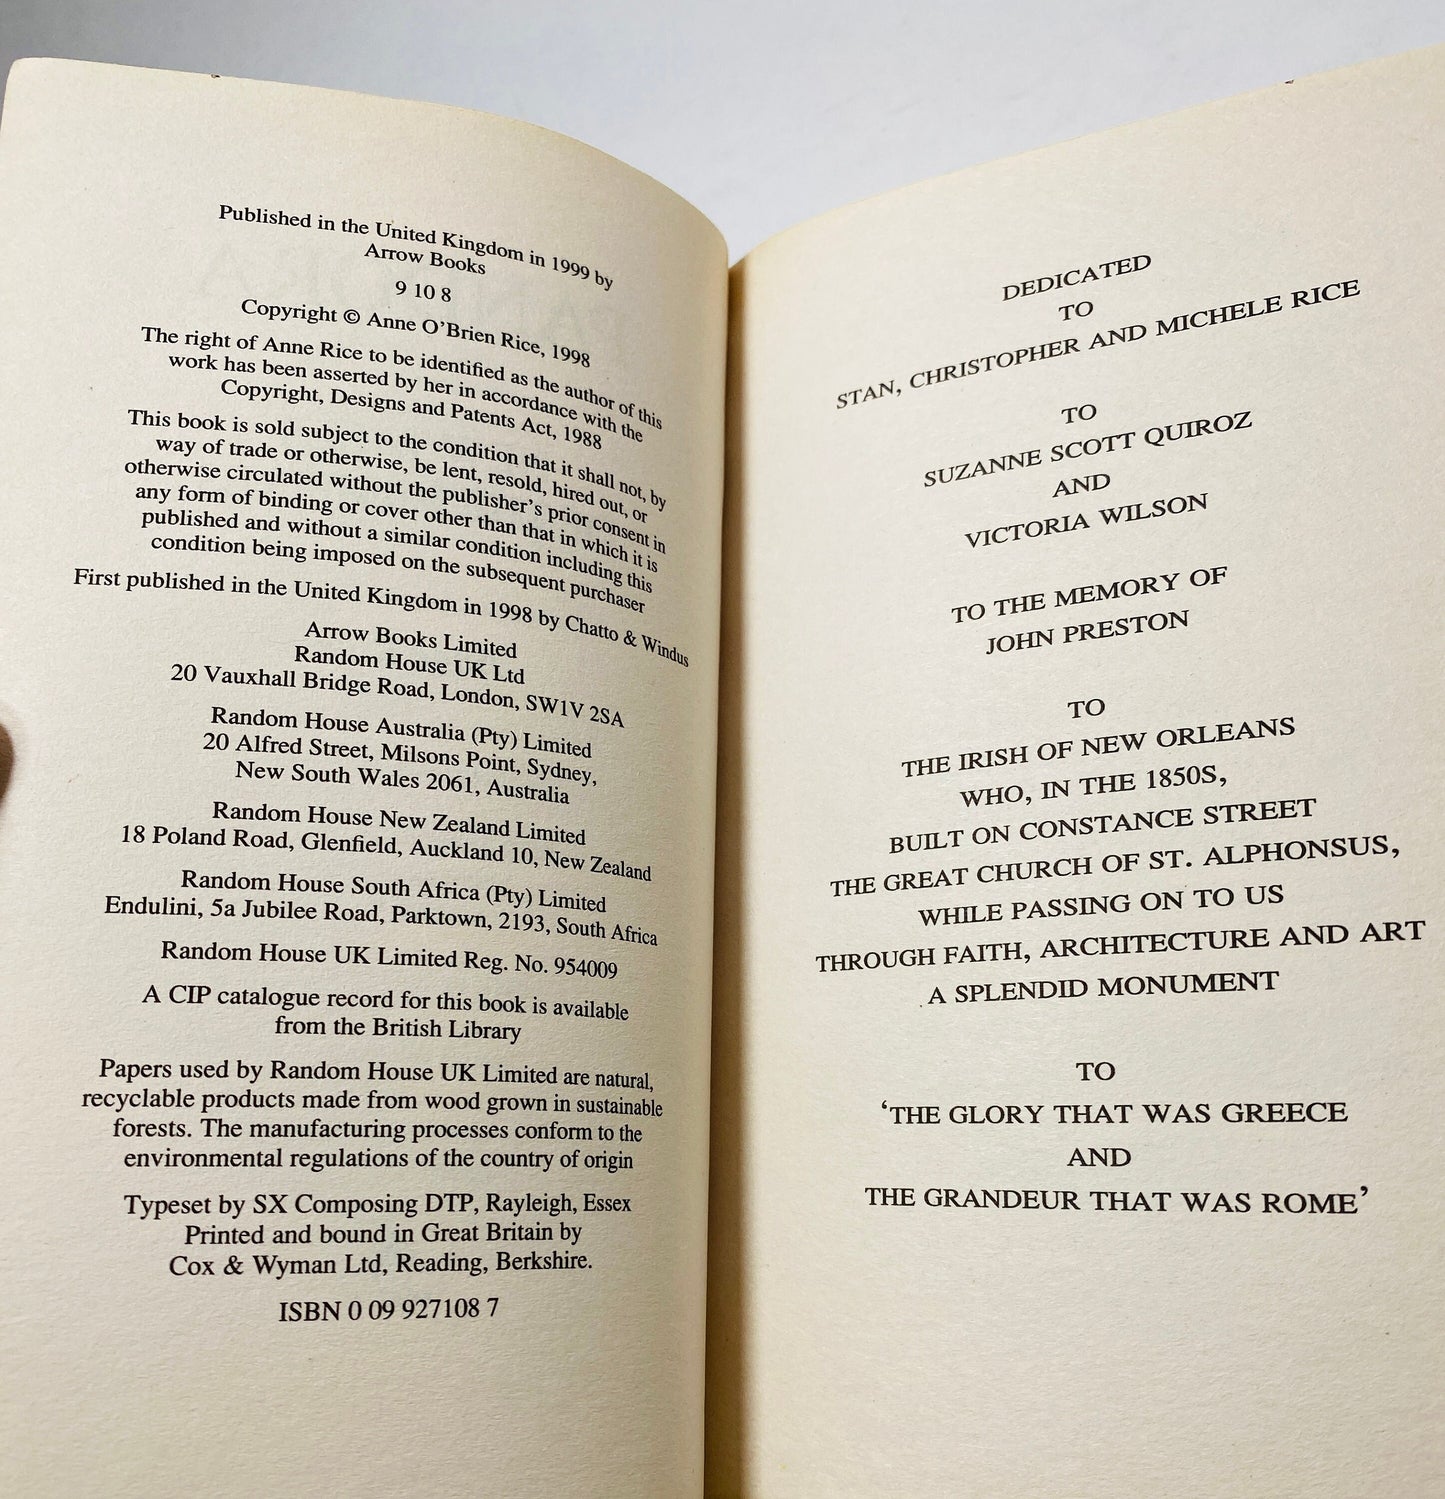 Published in the United Kingdom in 1999 by
Arrow Books
9 10 8
Copyright © Anne O'Brien Rice, 1998
The right of Anne Rice to be identified as the author of this
work has been asserted by her in accordance with the
Copyright, Designs and Patents Act, 1988
This book is sold subject to the condition that it shall not, by
way of trade or otherwise, be lent, resold, hired out, or
otherwise circulated without the publisher's prior consent in
any form of binding or cover other than that in which it is
published and without a similar condition including this
condition being imposed on the subsequent purchaser
First published in the United Kingdom in 1998 by Chatto & Windus
Arrow Books Limited
Random House UK Ltd
20 Vauxhall Bridge Road, London, SW1V 2SA
Random House Australia (Pty) Limited
20 Alfred Street, Milsons Point, Sydney,
New South Wales 2061, Australia
Random House New Zealand Limited
18 Poland Road, Glenfield, Auckland 10, New Zealand
Random House South Africa (Pty) Limited
Endulini, 5a Jubilee Road, Parktown, 2193, South Africa
Random House UK Limited Reg. No. 954009
A CIP catalogue record for this book is available
from the British Library
Papers used by Random House UK Limited are natural,
recyclable products made from wood grown in sustainable
forests. The manufacturing processes conform to the
environmental regulations of the country of origin
Typeset by SX Composing DTP, Rayleigh, Essex
Printed and bound in Great Britain by
Cox & Wyman Ltd, Reading, Berkshire.
ISBN 0 09 927108 7
DEDICATED
TO
STAN, CHRISTOPHER AND MICHELE RICE
TO
SUZANNE SCOTT QUIROZ
AND
VICTORIA WILSON
TO THE MEMORY OF
JOHN PRESTON
TO
THE IRISH OF NEW ORLEANS
WHO, IN THE 1850S,
BUILT ON CONSTANCE STREET
THE GREAT CHURCH OF ST. ALPHONSUS,
WHILE PASSING ON TO US
THROUGH FAITH, ARCHITECTURE AND ART
A SPLENDID MONUMENT
TO
‘THE GLORY THAT WAS GREECE
AND
THE GRANDEUR THAT WAS ROME’